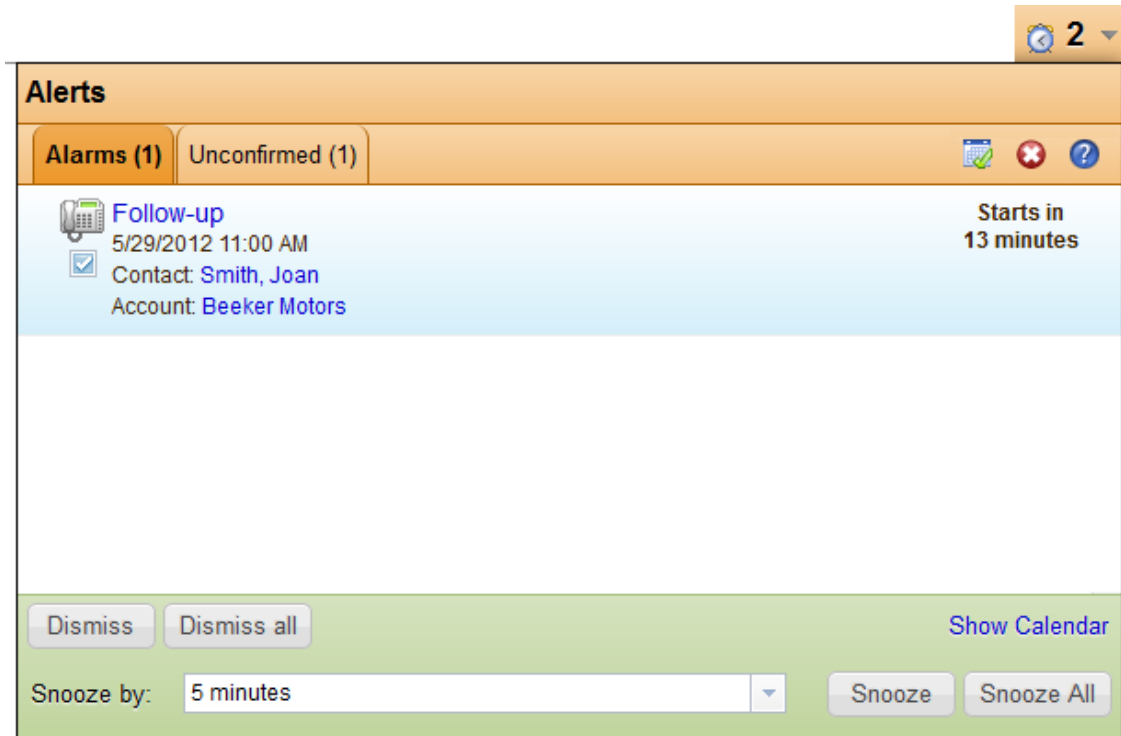 2
Alerts
Alarms (1) Unconfirmed (1)
Follow-up
Starts in
5/29/2012 11:00 AM
13 minutes
Contact: Smith, Joan
Account: Beeker Motors
Dismiss Dismiss all Show Calendar
Snooze by: 5 minutes Snooze Snooze All